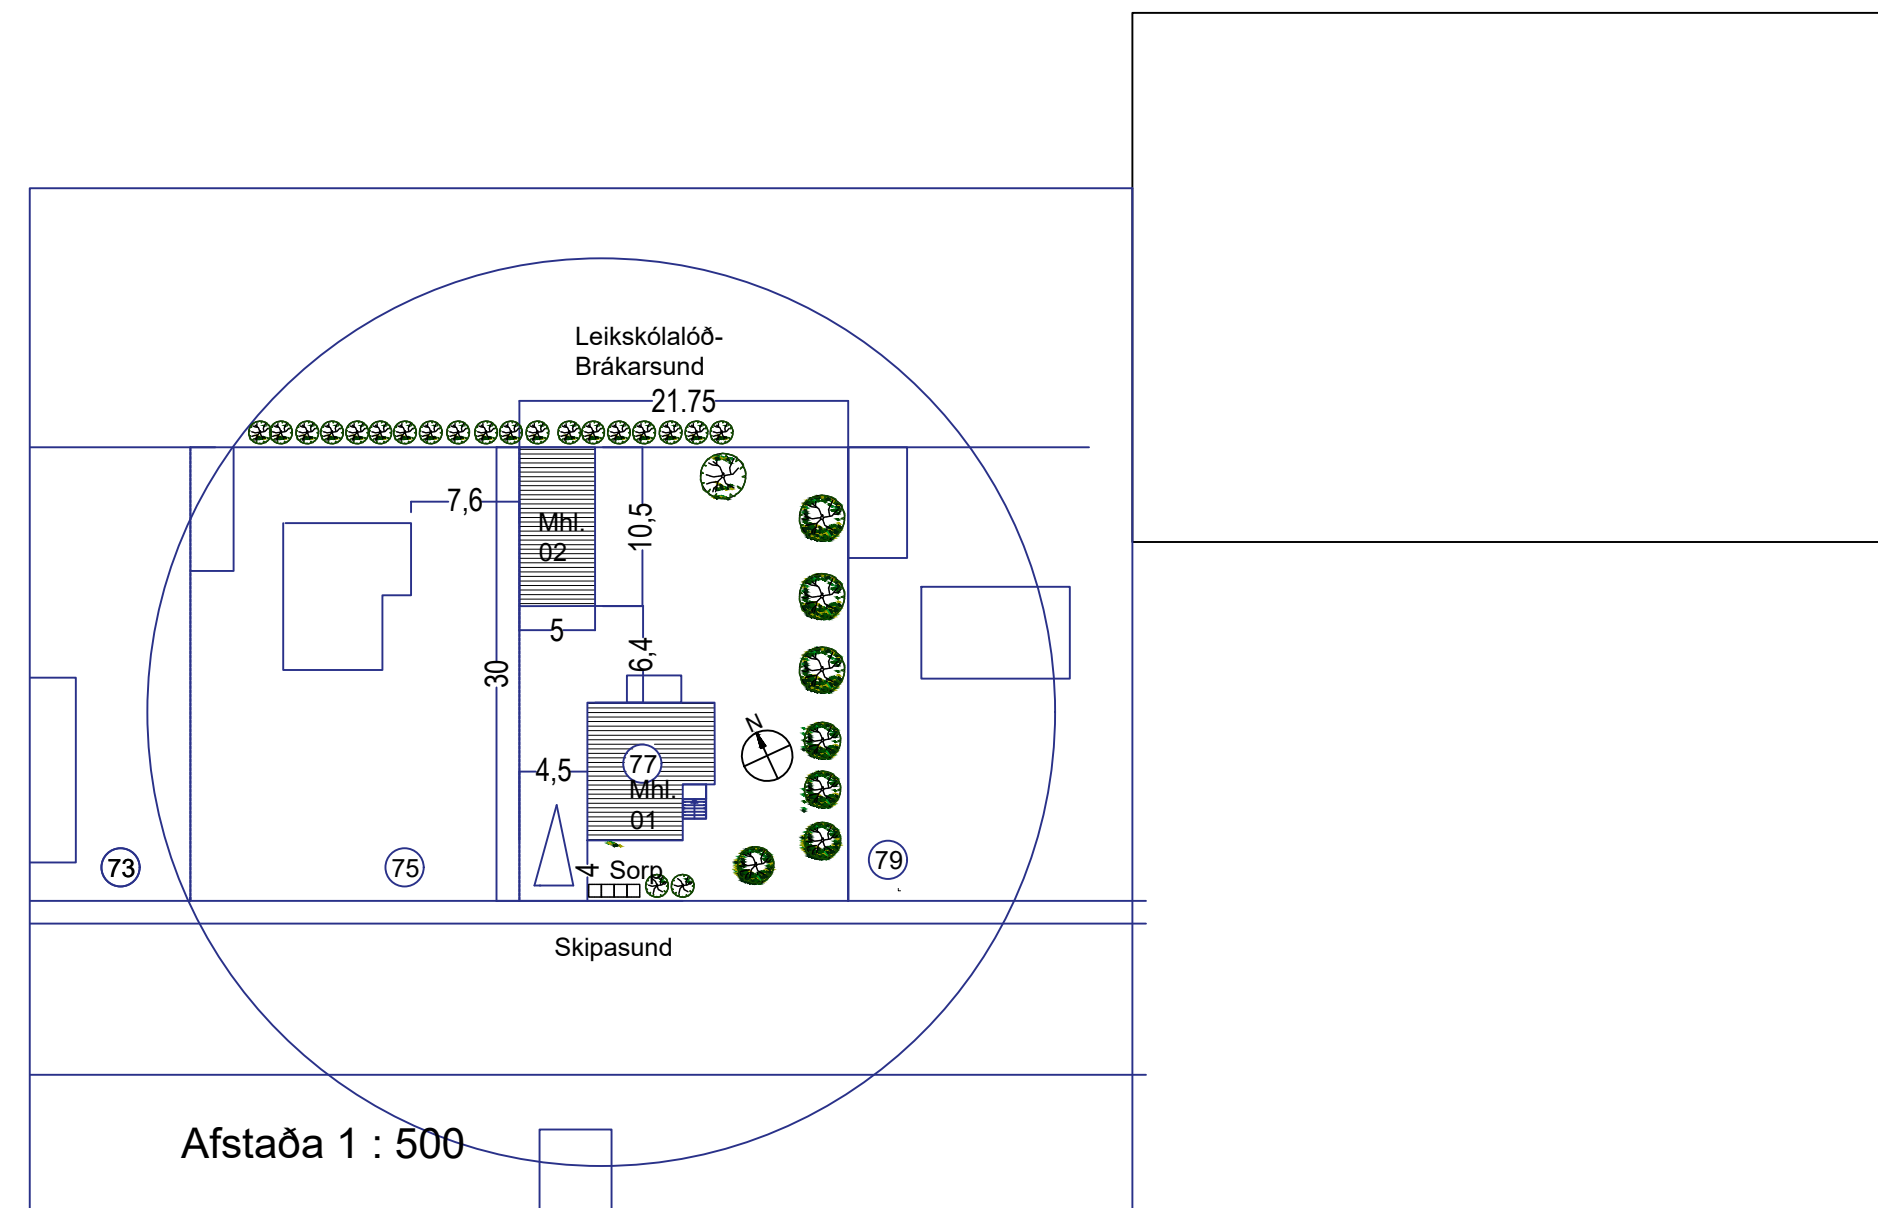 Leikskólalóð-
Brákarsund
21.75
7,6
Mhl.
02
10,5
5
6,4
30
N
4,5
77
Mhl.
01
4
Sorp
73
75
79
Skipasund
Afstaða 1 : 500